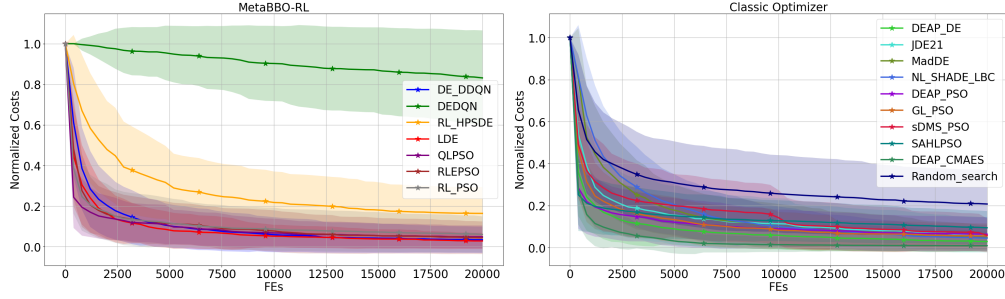 MetaBBO-RL
Normalized Costs
1.0
0.8
0.6
0.4
0.2
0.0
0
2500
5000
7500
10000
12500
15000
17500
20000
FEs
DE_DDQN
DEDQN
RL_HPSDE
LDE
QLPSO
RLEPSO
RL_PSO
Classic Optimizer
Normalized Costs
1.0
0.8
0.6
0.4
0.2
0.0
0
2500
5000
7500
10000
12500
15000
17500
20000
FEs
DEAP_DE
JDE21
MadDE
NL_SHADE_LBC
DEAP_PSO
GL_PSO
sDMS_PSO
SAHLPSO
DEAP_CMAES
Random_search